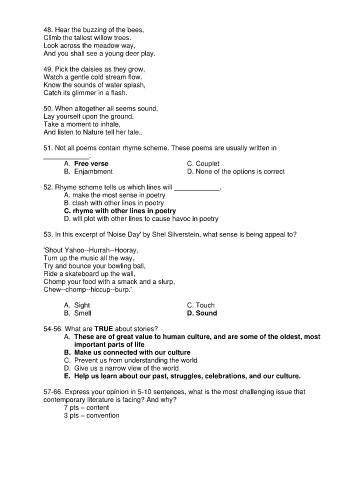 48. Hear the buzzing of the bees,
Climb the tallest willow trees.
Look across the meadow way,
And you shall see a young deer play.
49. Pick the daisies as they grow,
Watch a gentle cold stream flow.
Know the sounds of water splash,
Catch its glimmer in a flash.
50. When altogether all seems sound,
Lay yourself upon the ground.
Take a moment to inhale,
And listen to Nature tell her tale..
51. Not all poems contain rhyme scheme. These poems are usually written in
____________.
A. Free verse
C. Couplet
B. Enjambment
D. None of the options is correct
52. Rhyme scheme tells us which lines will ____________.
A. make the most sense in poetry
B. clash with other lines in poetry
C. rhyme with other lines in poetry
D. will plot with other lines to cause havoc in poetry
53. In this excerpt of 'Noise Day' by Shel Silverstein, what sense is being appeal to?
'Shout Yahoo--Hurrah--Hooray,
Turn up the music all the way,
Try and bounce your bowling ball,
Ride a skateboard up the wall,
Chomp your food with a smack and a slurp,
Chew--chomp--hiccup--burp.'
A. Sight
C. Touch
B. Smell
D. Sound
54-56. What are TRUE about stories?
A. These are of great value to human culture, and are some of the oldest, most
important parts of life
B. Make us connected with our culture
C. Prevent us from understanding the world
D. Give us a narrow view of the world
E. Help us learn about our past, struggles, celebrations, and our culture.
57-66. Express your opinion in 5-10 sentences, what is the most challenging issue that
contemporary literature is facing? And why?
7 pts – content
3 pts – convention